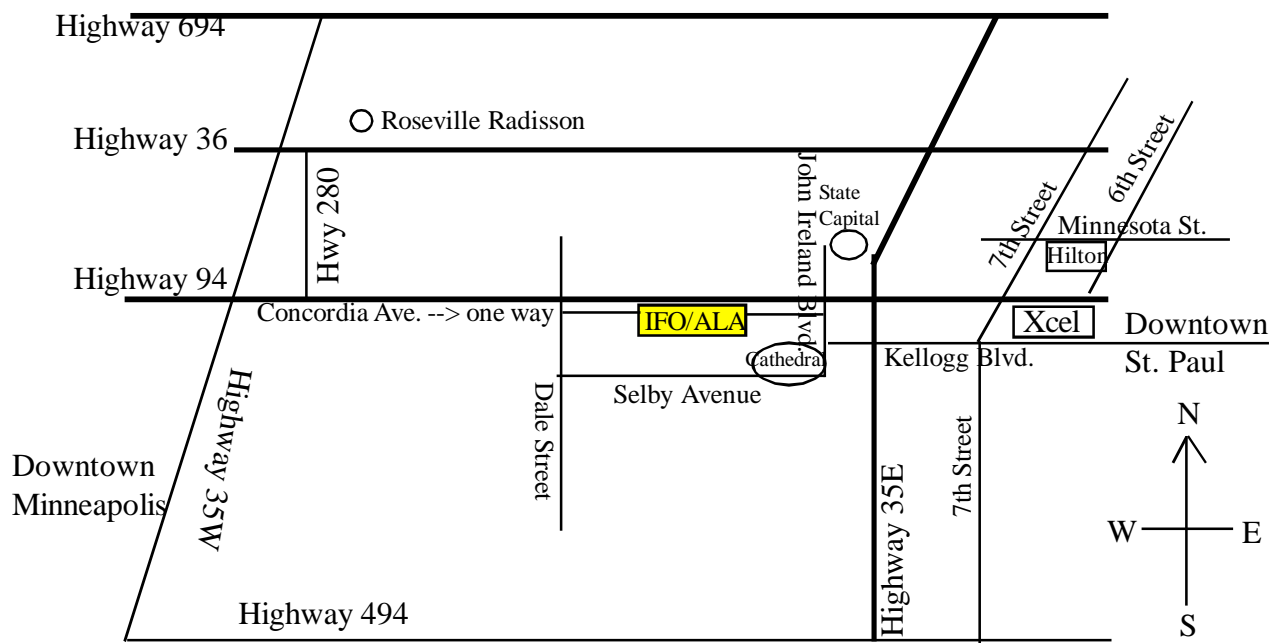 Highway 694
Roseville Radisson
Highway 36
Hwy 280
John Ireland Blvd.
State
Capital
7th Street
6th Street
Minnesota St.
Hilton
Highway 94
Concordia Ave. --> one way
IFO/ALA
Xcel
Downtown
St. Paul
Cathedral
Kellogg Blvd.
Selby Avenue
Dale Street
Highway 35W
Downtown
Minneapolis
Highway 35E
7th Street
N
W
E
S
Highway 494